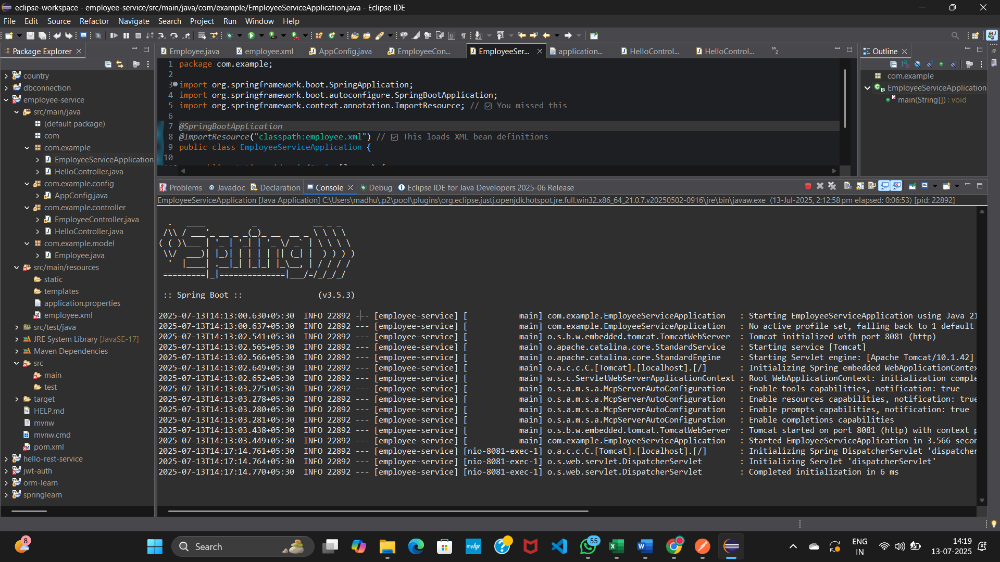 eclipse-workspace - employee-service/src/main/java/com/example/EmployeeServiceApplication.java - Eclipse IDE
File Edit Source Refactor Navigate Search Project Run Window Help
Package Explorer
country
dbconnection
employee-service
src/main/java
(default package)
com
com.example
EmployeeServiceApplication
HelloController.java
com.example.config
AppConfig.java
com.example.controller
EmployeeController.java
HelloController.java
com.example.model
Employee.java
src/main/resources
static
templates
application.properties
employee.xml
src/test/java
JRE System Library [JavaSE-17]
Maven Dependencies
src
main
test
target
HELP.md
mvnw
mvnw.cmd
pom.xml
hello-rest-service
jwt-auth
orm-learn
springlearn
Employee.java employee.xml AppConfig.java EmployeeCon... EmployeeSer... application... HelloControl... HelloControl... »2
1 package com.example;
2
3 import org.springframework.boot.SpringApplication;
4 import org.springframework.boot.autoconfigure.SpringBootApplication;
5 import org.springframework.context.annotation.ImportResource; // ☑ You missed this
6
7 @SpringBootApplication
8 @ImportResource("classpath:employee.xml") // ☑ This loads XML bean definitions
9 public class EmployeeServiceApplication {
10
Outline
com.example
EmployeeServiceApplication
main(String[]) : void
Problems @ Javadoc Declaration Console Debug Eclipse IDE for Java Developers 2025-06 Release
EmployeeServiceApplication [Java Application] C:\Users\madhu\.p2\pool\plugins\org.eclipse.justj.openjdk.hotspot.jre.full.win32.x86_64_21.0.7.v20250502-0916\jre\bin\javaw.exe (13-Jul-2025, 2:12:58 pm elapsed: 0:06:53) [pid: 22892]
Spring
:: Spring Boot :: (v3.5.3)
2025-07-13T14:13:00.630+05:30 INFO 22892 --- [employee-service] [ main] com.example.EmployeeServiceApplication : Starting EmployeeServiceApplication using Java 21
2025-07-13T14:13:00.637+05:30 INFO 22892 --- [employee-service] [ main] com.example.EmployeeServiceApplication : No active profile set, falling back to 1 default
2025-07-13T14:13:02.541+05:30 INFO 22892 --- [employee-service] [ main] o.s.b.w.embedded.tomcat.TomcatWebServer : Tomcat initialized with port 8081 (http)
2025-07-13T14:13:02.565+05:30 INFO 22892 --- [employee-service] [ main] o.apache.catalina.core.StandardService : Starting service [Tomcat]
2025-07-13T14:13:02.566+05:30 INFO 22892 --- [employee-service] [ main] o.apache.catalina.core.StandardEngine : Starting Servlet engine: [Apache Tomcat/10.1.42]
2025-07-13T14:13:02.649+05:30 INFO 22892 --- [employee-service] [ main] o.a.c.c.C.[Tomcat].[localhost].[/] : Initializing Spring embedded WebApplicationContex
2025-07-13T14:13:02.652+05:30 INFO 22892 --- [employee-service] [ main] w.s.c.ServletWebServerApplicationContext : Root WebApplicationContext: initialization comple
2025-07-13T14:13:03.275+05:30 INFO 22892 --- [employee-service] [ main] o.s.a.m.s.a.McpServerAutoConfiguration : Enable tools capabilities, notification: true
2025-07-13T14:13:03.278+05:30 INFO 22892 --- [employee-service] [ main] o.s.a.m.s.a.McpServerAutoConfiguration : Enable resources capabilities, notification: true
2025-07-13T14:13:03.280+05:30 INFO 22892 --- [employee-service] [ main] o.s.a.m.s.a.McpServerAutoConfiguration : Enable prompts capabilities, notification: true
2025-07-13T14:13:03.281+05:30 INFO 22892 --- [employee-service] [ main] o.s.a.m.s.a.McpServerAutoConfiguration : Enable completions capabilities
2025-07-13T14:13:03.438+05:30 INFO 22892 --- [employee-service] [ main] o.s.b.w.embedded.tomcat.TomcatWebServer : Tomcat started on port 8081 (http) with context p
2025-07-13T14:13:03.449+05:30 INFO 22892 --- [employee-service] [ main] com.example.EmployeeServiceApplication : Started EmployeeServiceApplication in 3.566 secon
2025-07-13T14:17:14.761+05:30 INFO 22892 --- [employee-service] [nio-8081-exec-1] o.a.c.c.C.[Tomcat].[localhost].[/] : Initializing Spring DispatcherServlet 'dispatcher
2025-07-13T14:17:14.764+05:30 INFO 22892 --- [employee-service] [nio-8081-exec-1] o.s.web.servlet.DispatcherServlet : Initializing Servlet 'dispatcherServlet'
2025-07-13T14:17:14.770+05:30 INFO 22892 --- [employee-service] [nio-8081-exec-1] o.s.web.servlet.DispatcherServlet : Completed initialization in 6 ms
8
Search
myhp
55
ENG
IN
14:19
13-07-2025